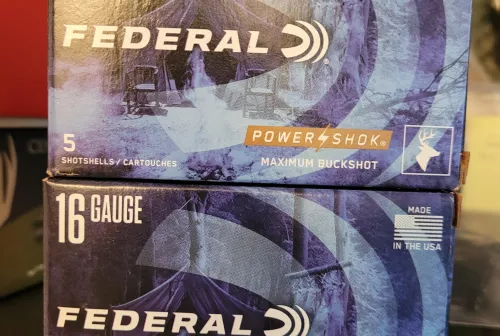 FEDERAL
®
5
SHOTSHELLS / CARTOUCHES
POWER SHOK®
MAXIMUM BUCKSHOT
16 GAUGE
MADE
IN THE USA
FEDERAL